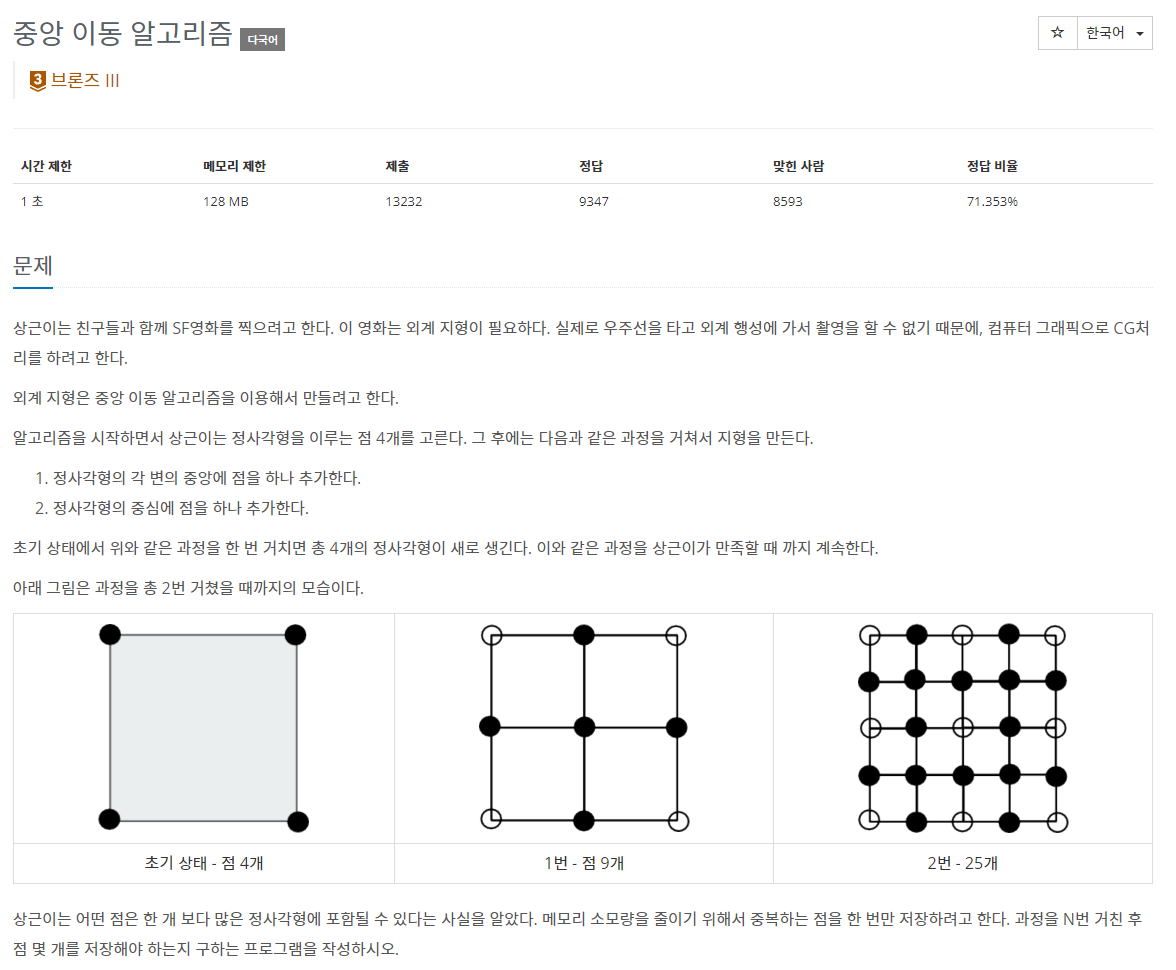 중앙 이동 알고리즘 다국어
☆ 한국어
3 브론즈 III
시간 제한 메모리 제한 제출 정답 맞힌 사람 정답 비율
1 초 128 MB 13232 9347 8593 71.353%
문제
상근이는 친구들과 함께 SF영화를 찍으려고 한다. 이 영화는 외계 지형이 필요하다. 실제로 우주선을 타고 외계 행성에 가서 촬영을 할 수 없기 때문에, 컴퓨터 그래픽으로 CG처
리를 하려고 한다.
외계 지형은 중앙 이동 알고리즘을 이용해서 만들려고 한다.
알고리즘을 시작하면서 상근이는 정사각형을 이루는 점 4개를 고른다. 그 후에는 다음과 같은 과정을 거쳐서 지형을 만든다.
1. 정사각형의 각 변의 중앙에 점을 하나 추가한다.
2. 정사각형의 중심에 점을 하나 추가한다.
초기 상태에서 위와 같은 과정을 한 번 거치면 총 4개의 정사각형이 새로 생긴다. 이와 같은 과정을 상근이가 만족할 때 까지 계속한다.
아래 그림은 과정을 총 2번 거쳤을 때까지의 모습이다.
초기 상태 - 점 4개 1번 - 점 9개 2번 - 25개
상근이는 어떤 점은 한 개 보다 많은 정사각형에 포함될 수 있다는 사실을 알았다. 메모리 소모량을 줄이기 위해서 중복하는 점을 한 번만 저장하려고 한다. 과정을 N번 거친 후
점 몇 개를 저장해야 하는지 구하는 프로그램을 작성하시오.